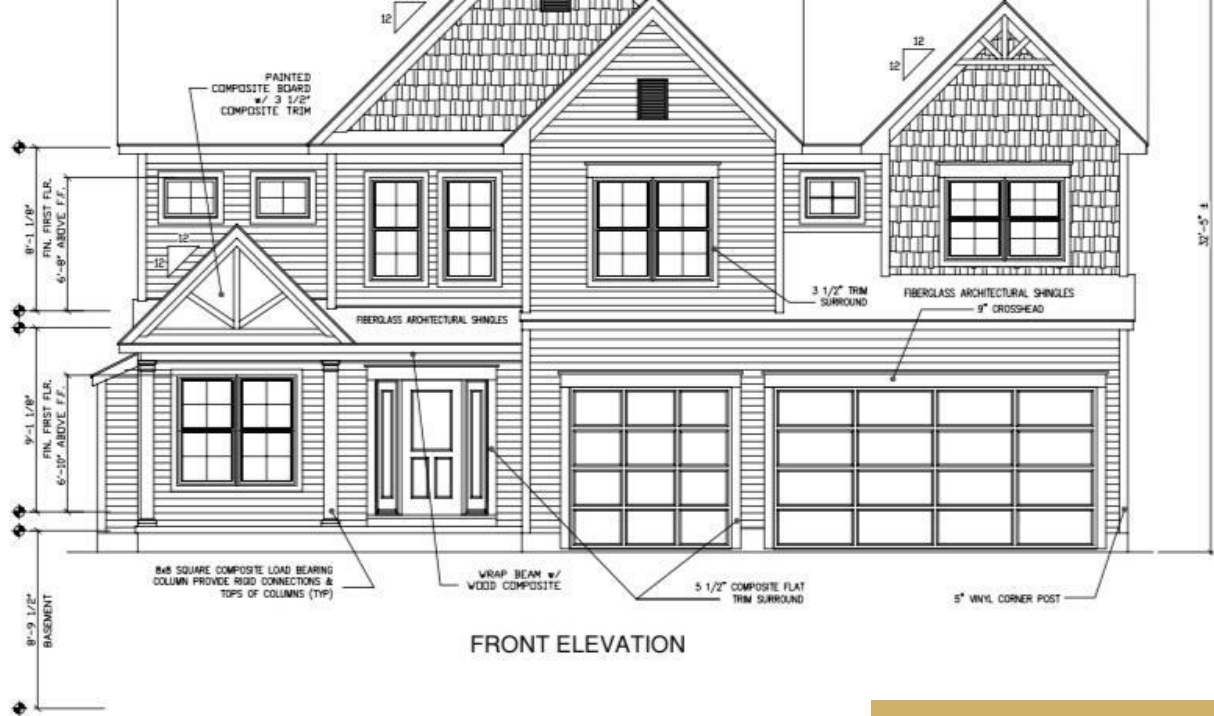 12
12
12
PAINTED
COMPOSITE BOARD
w/ 3 1/2"
COMPOSITE TRIM
8'-1 1/8"
FIN. FIRST FLR.
6'-8" ABOVE F.F.
12
12
32'-5" ±
3 1/2" TRIM
SURROUND
FIBERGLASS ARCHITECTURAL SHINGLES
9" CROSSHEAD
FIBERGLASS ARCHITECTURAL SHINGLES
9'-1 1/8"
FIN. FIRST FLR.
6'-10" ABOVE F.F.
8x8 SQUARE COMPOSITE LOAD BEARING
COLUMN PROVIDE RIGID CONNECTIONS &
TOPS OF COLUMNS (TYP)
WRAP BEAM w/
WOOD COMPOSITE
5 1/2" COMPOSITE FLAT
TRIM SURROUND
5" VINYL CORNER POST
8'-9 1/2"
BASEMENT
FRONT ELEVATION